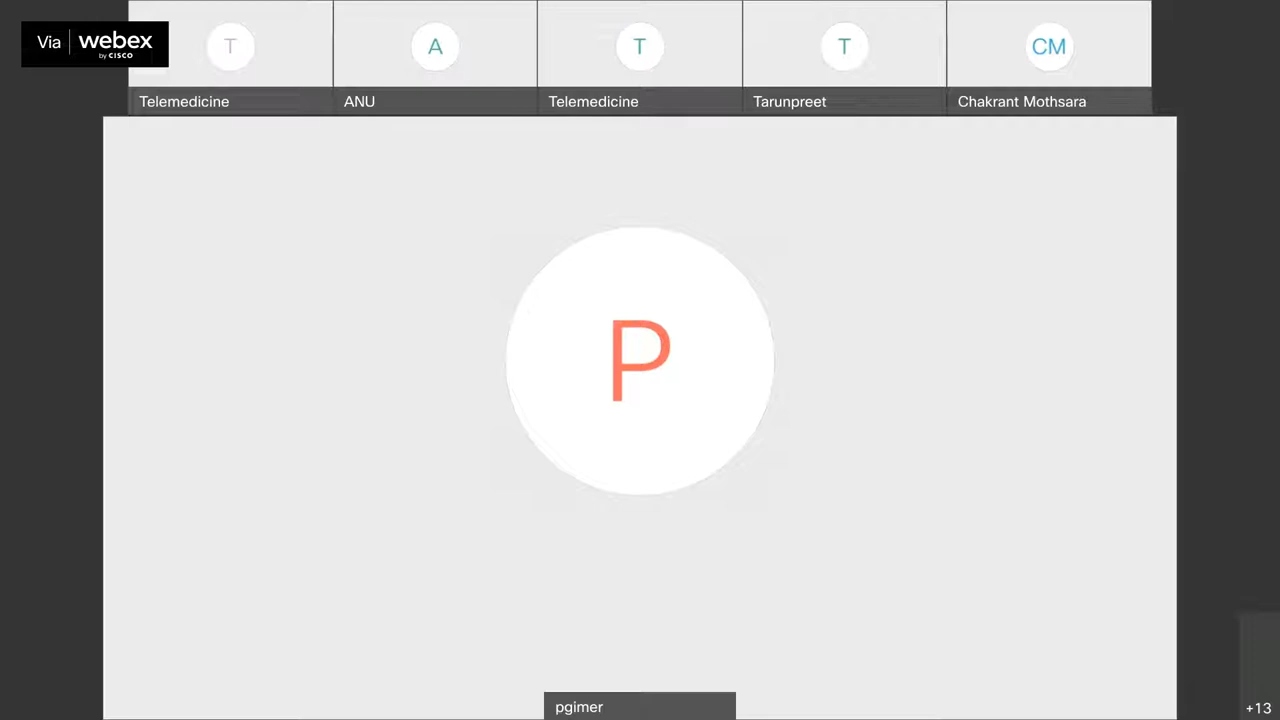 Via webex
by CISCO
T
A
T
T
CM
Telemedicine
ANU
Telemedicine
Tarunpreet
Chakrant Mothsara
P
pgimer
+13